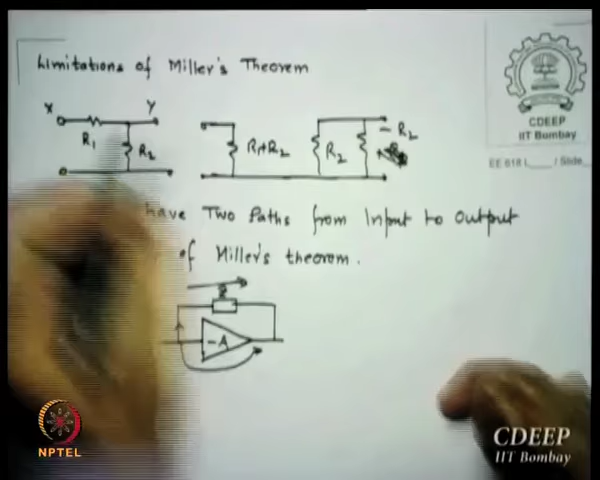 Limitations of Miller's Theorem
X
Y
R1
R2
R1+R2
R2
- R2
have Two Paths from Input to Output
of Miller's theorem.
-A
CDEEP
IIT Bombay
EE 618 L____ / Slide
NPTEL
CDEEP
IIT Bombay